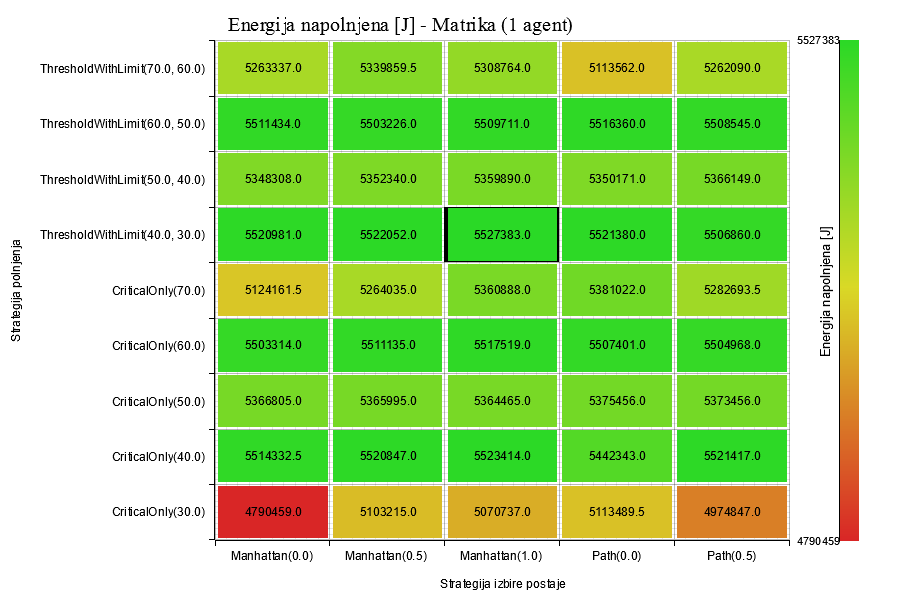 Energija napolnjena [J] - Matrika (1 agent)
5527383
ThresholdWithLimit(70.0, 60.0) 5263337.0 5339859.5 5308764.0 5113562.0 5262090.0
ThresholdWithLimit(60.0, 50.0) 5511434.0 5503226.0 5509711.0 5516360.0 5508545.0
ThresholdWithLimit(50.0, 40.0) 5348308.0 5352340.0 5359890.0 5350171.0 5366149.0
ThresholdWithLimit(40.0, 30.0) 5520981.0 5522052.0 5527383.0 5521380.0 5506860.0
CriticalOnly(70.0) 5124161.5 5264035.0 5360888.0 5381022.0 5282693.5
CriticalOnly(60.0) 5503314.0 5511135.0 5517519.0 5507401.0 5504968.0
CriticalOnly(50.0) 5366805.0 5365995.0 5364465.0 5375456.0 5373456.0
CriticalOnly(40.0) 5514332.5 5520847.0 5523414.0 5442343.0 5521417.0
CriticalOnly(30.0) 4790459.0 5103215.0 5070737.0 5113489.5 4974847.0
Strategija polnjenja
Energija napolnjena [J]
4790459
Manhattan(0.0) Manhattan(0.5) Manhattan(1.0) Path(0.0) Path(0.5)
Strategija izbire postaje